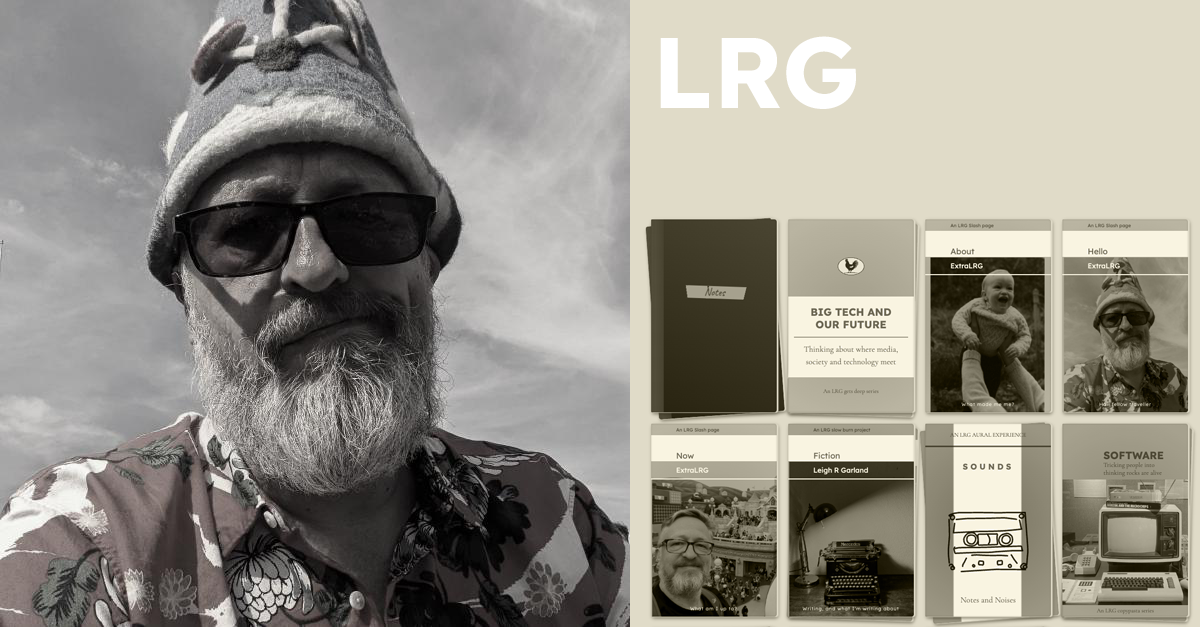 LRG
Notes
BIG TECH AND
OUR FUTURE
Thinking about where media,
society and technology meet
An LRG gets deep series
An LRG Slash page
About
ExtraLRG
What made me me?
An LRG Slash page
Hello
ExtraLRG
Hail fellow traveller
An LRG Slash page
Now
ExtraLRG
What am I up to?
An LRG slow burn project
Fiction
Leigh R Garland
Writing, and what I'm writing about
AN LRG AURAL EXPERIENCE
SOUNDS
Notes and Noises
SOFTWARE
Tricking people into
thinking rocks are alive
An LRG copypasta series